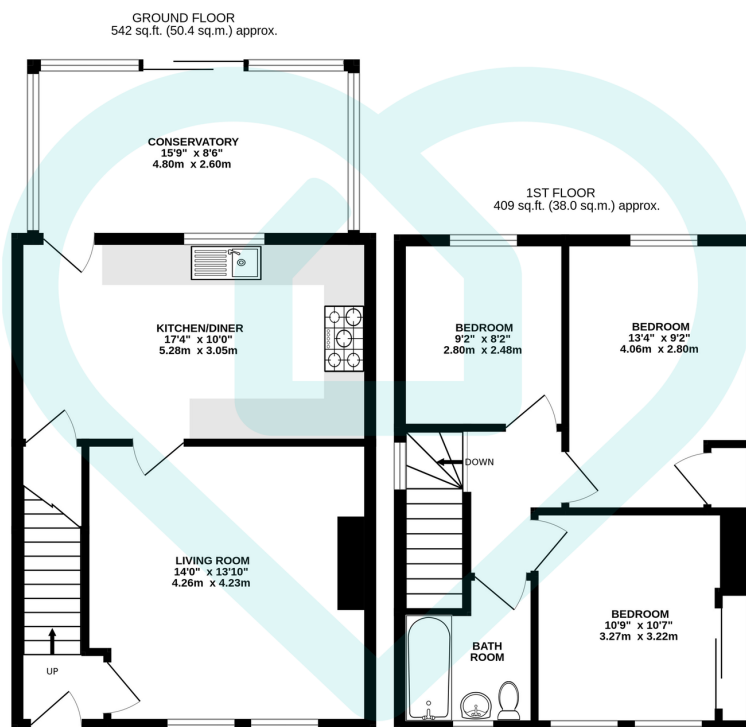 GROUND FLOOR
542 sq.ft. (50.4 sq.m.) approx.
CONSERVATORY
15'9" x 8'6"
4.80m x 2.60m
KITCHEN/DINER
17'4" x 10'0"
5.28m x 3.05m
LIVING ROOM
14'0" x 13'10"
4.26m x 4.23m
UP
1ST FLOOR
409 sq.ft. (38.0 sq.m.) approx.
BEDROOM
9'2" x 8'2"
2.80m x 2.48m
BEDROOM
13'4" x 9'2"
4.06m x 2.80m
DOWN
BEDROOM
10'9" x 10'7"
3.27m x 3.22m
BATH
ROOM